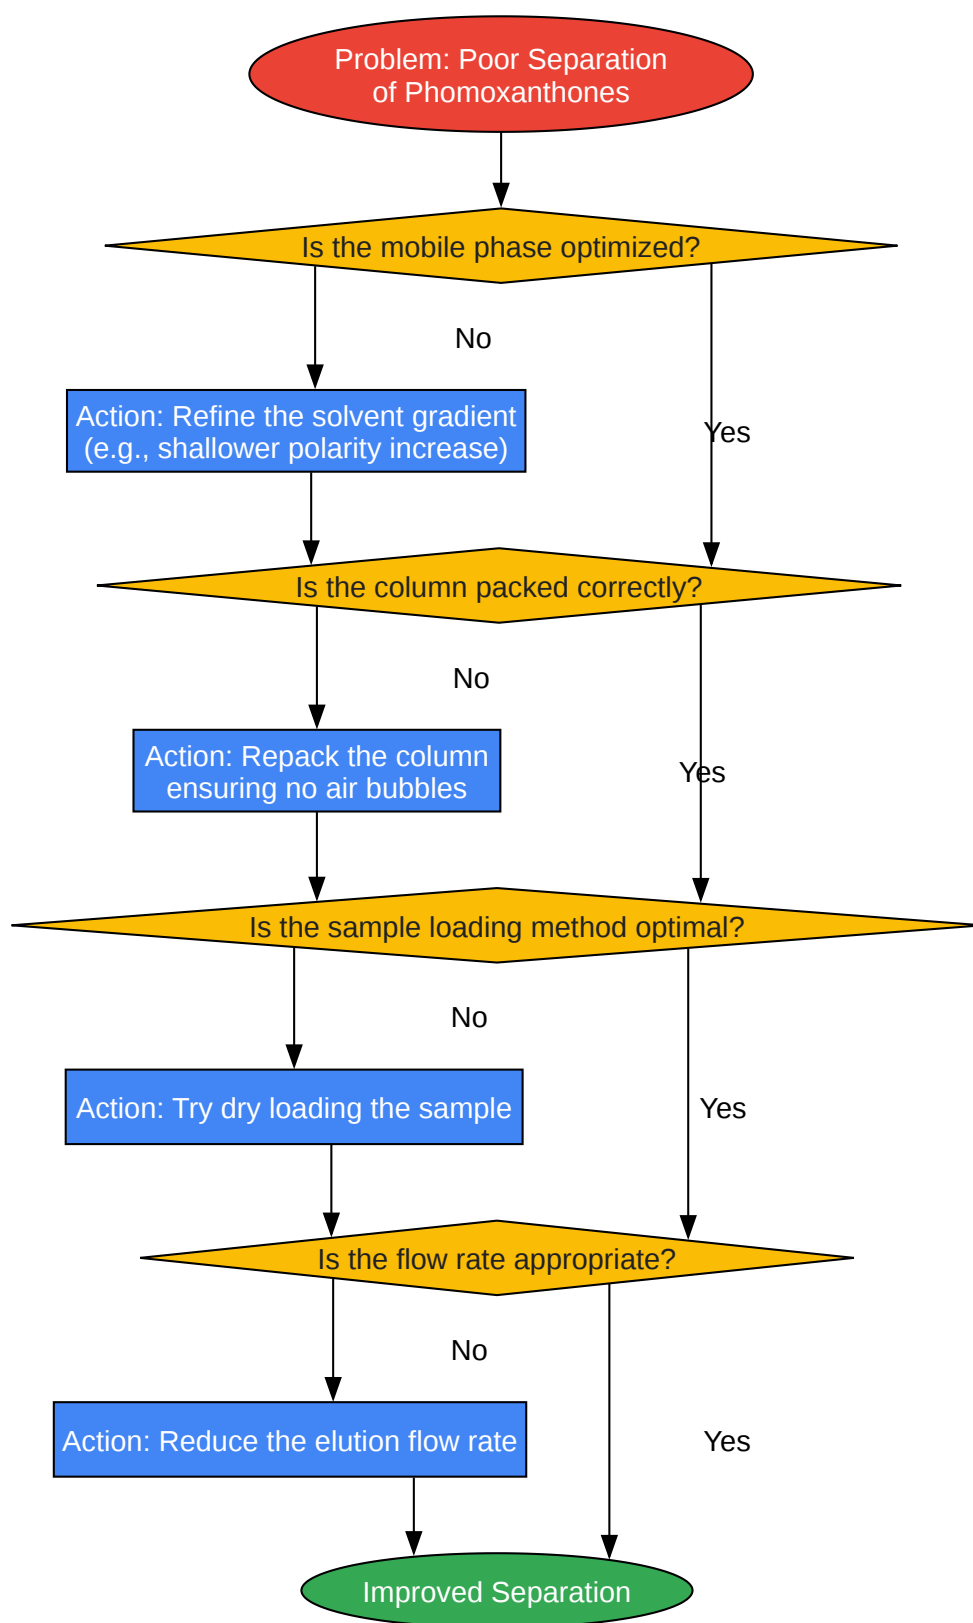 Problem: Poor Separation
of Phomoxanthones
Is the mobile phase optimized?
No
Action: Refine the solvent gradient
(e.g., shallower polarity increase)
Yes
Is the column packed correctly?
No
Action: Repack the column
ensuring no air bubbles
Yes
Is the sample loading method optimal?
No
Action: Try dry loading the sample
Yes
Is the flow rate appropriate?
No
Action: Reduce the elution flow rate
Yes
Improved Separation